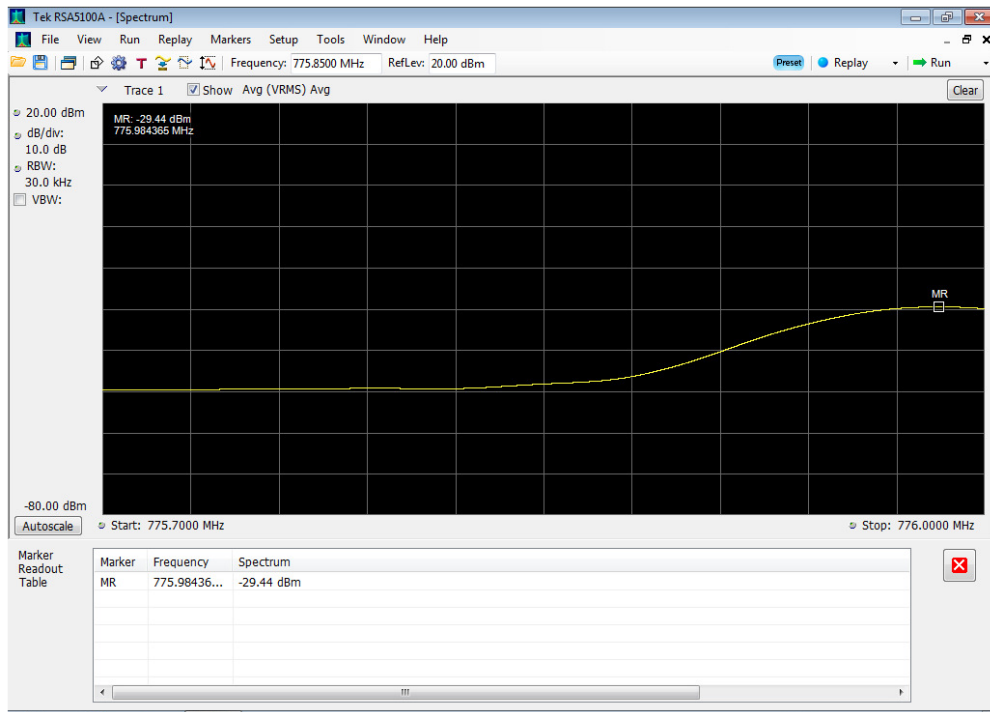 Tek RSA5100A - [Spectrum]
File View Run Replay Markers Setup Tools Window Help
T Frequency: 775.8500 MHz RefLev: 20.00 dBm Preset Replay Run
Trace 1 Show Avg (VRMS) Avg Clear
20.00 dBm
dB/div:
10.0 dB
RBW:
30.0 kHz
VBW:
MR: -29.44 dBm
775.984365 MHz
MR
-80.00 dBm
Autoscale Start: 775.7000 MHz Stop: 776.0000 MHz
Marker
Readout
Table
Marker Frequency Spectrum
MR 775.98436... -29.44 dBm